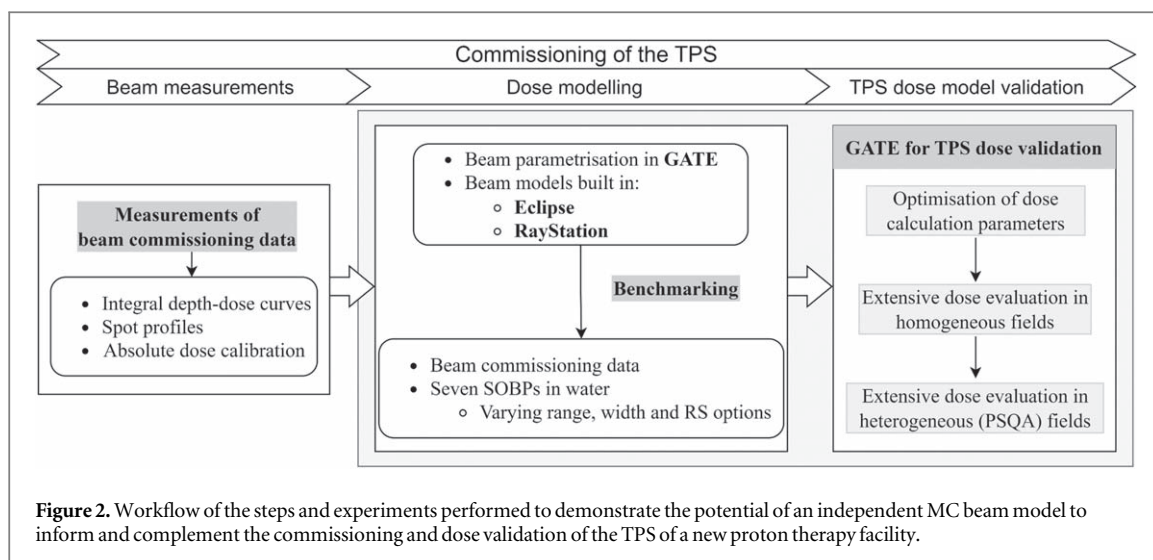 Commissioning of the TPS
Beam measurements
Dose modelling
TPS dose model validation
Measurements of
beam commissioning data
• Integral depth-dose curves
• Spot profiles
• Absolute dose calibration
• Beam parametrisation in GATE
• Beam models built in:
○ Eclipse
○ RayStation
Benchmarking
• Beam commissioning data
• Seven SOBPs in water
○ Varying range, width and RS options
GATE for TPS dose validation
Optimisation of dose
calculation parameters
Extensive dose evaluation in
homogeneous fields
Extensive dose evaluation in
heterogeneous (PSQA) fields
Figure 2. Workflow of the steps and experiments performed to demonstrate the potential of an independent MC beam model to
inform and complement the commissioning and dose validation of the TPS of a new proton therapy facility.